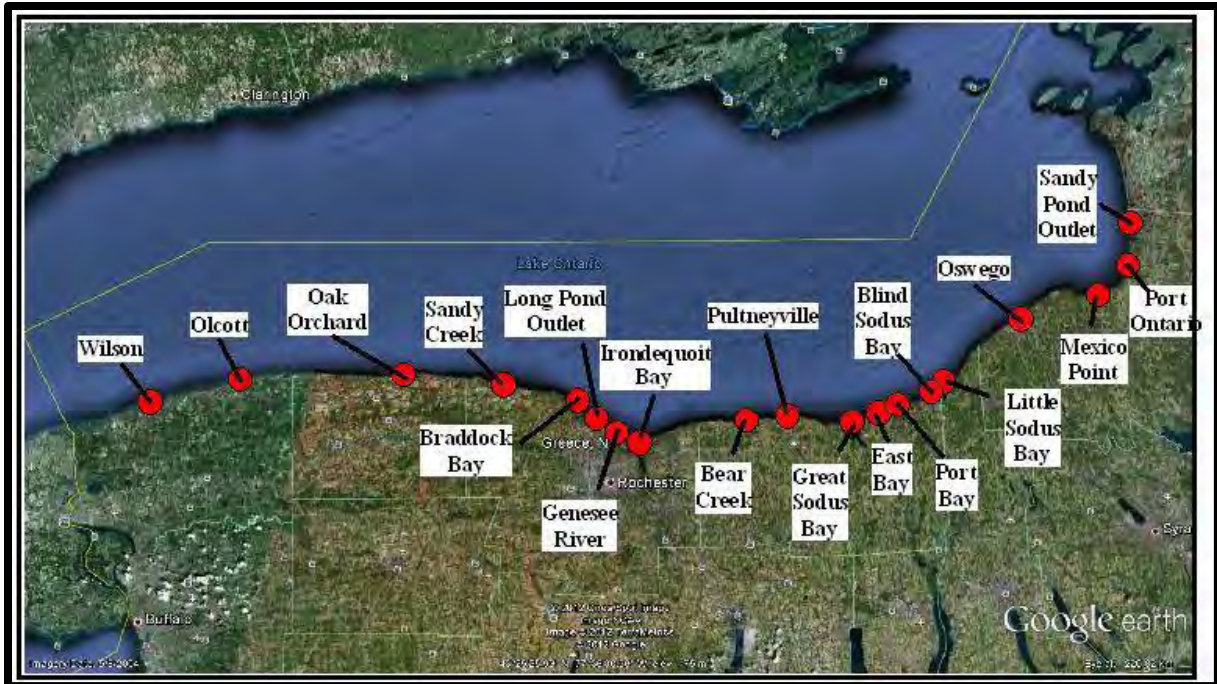 Clarington
Sandy
Pond
Outlet
Lake Ontario
Oswego
Blind
Sodus
Bay
Port
Ontario
Oak
Orchard
Sandy
Creek
Long Pond
Outlet
Pultneyville
Olcott
Wilson
Irondequoit
Bay
Mexico
Point
Little
Sodus
Bay
Braddock
Bay
Greece, N
Rochester
Bear
Creek
Great
Sodus
Bay
East
Bay
Port
Bay
Genesee
River
Syra
Buffalo
Google earth